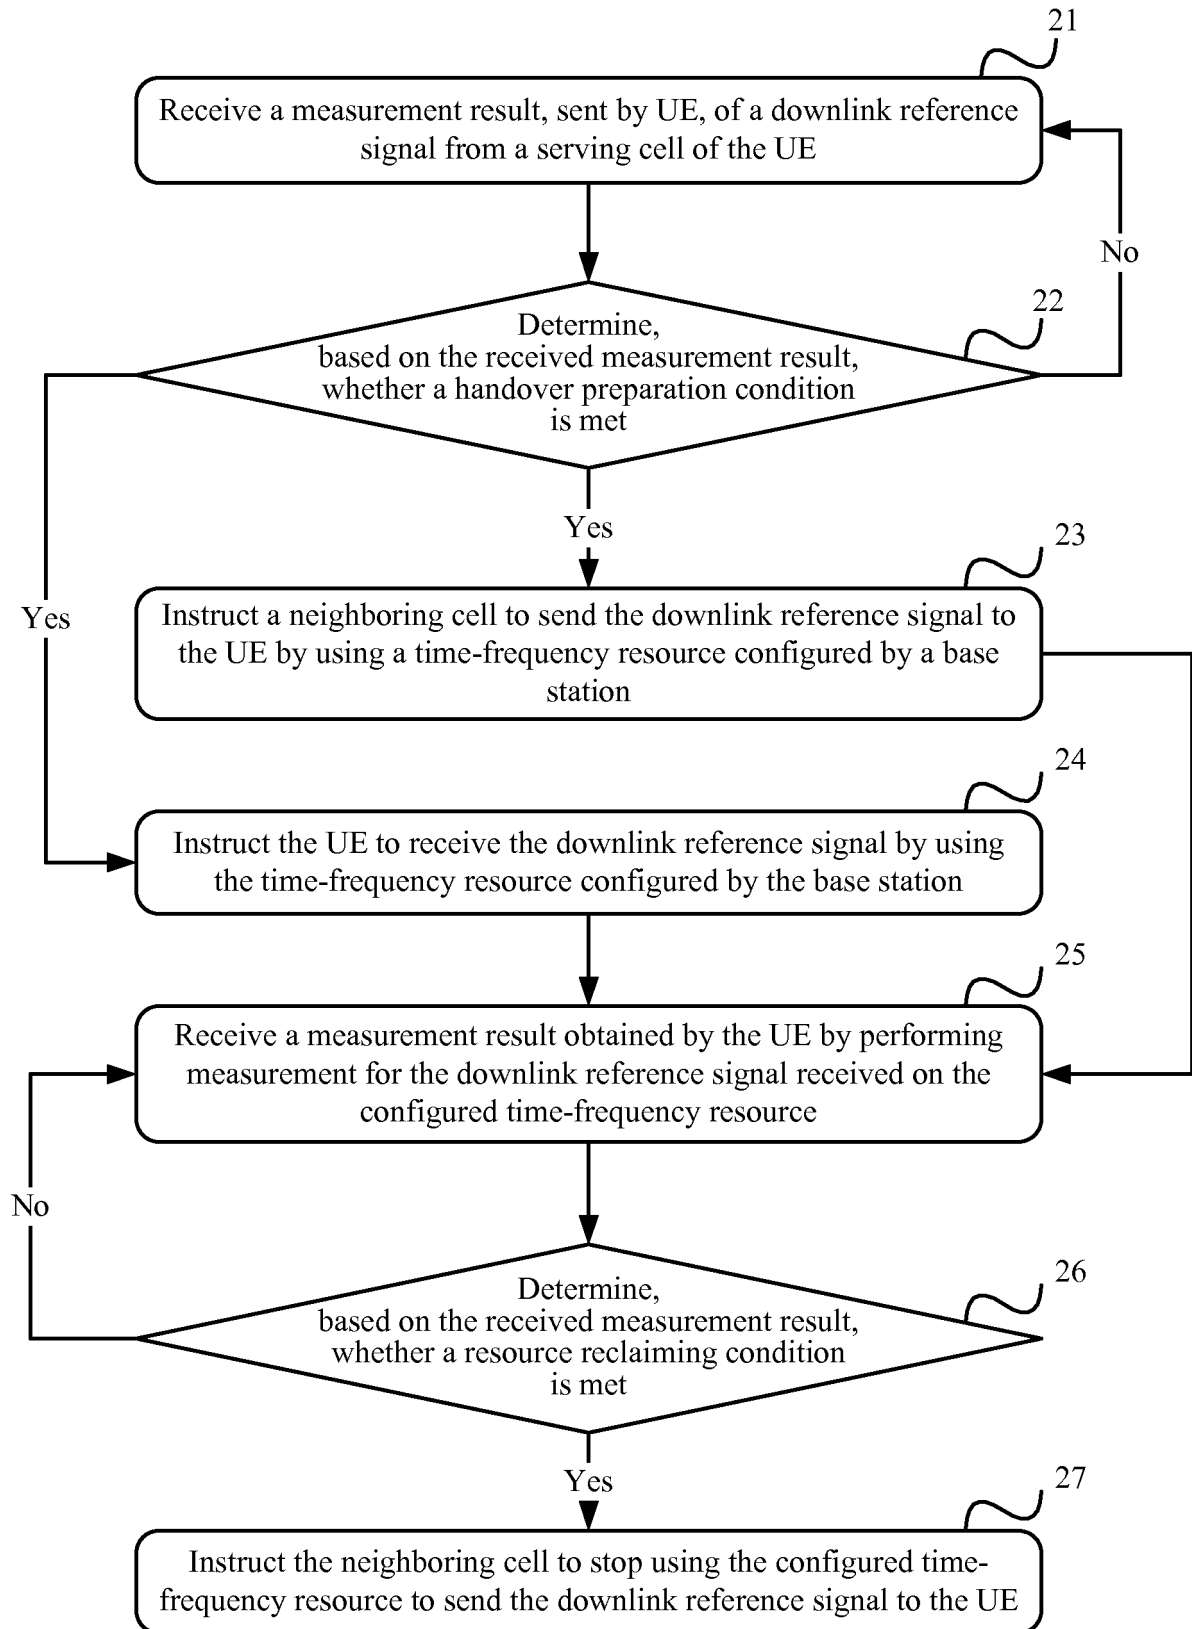 21
Receive a measurement result, sent by UE, of a downlink reference
signal from a serving cell of the UE
No
22
Determine,
based on the received measurement result,
whether a handover preparation condition
is met
Yes
23
Yes
Instruct a neighboring cell to send the downlink reference signal to
the UE by using a time-frequency resource configured by a base
station
24
Instruct the UE to receive the downlink reference signal by using
the time-frequency resource configured by the base station
25
Receive a measurement result obtained by the UE by performing
measurement for the downlink reference signal received on the
configured time-frequency resource
No
26
Determine,
based on the received measurement result,
whether a resource reclaiming condition
is met
Yes
27
Instruct the neighboring cell to stop using the configured time-
frequency resource to send the downlink reference signal to the UE